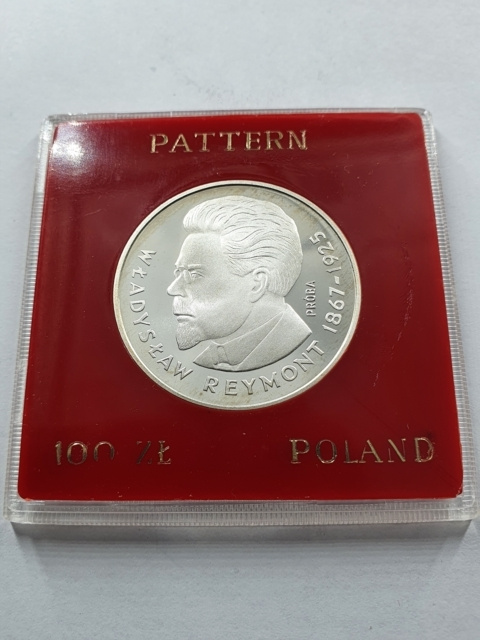 PATTERN
WŁADYSŁAW REYMONT 1867-1925
PRÓBA
100 ZŁ POLAND